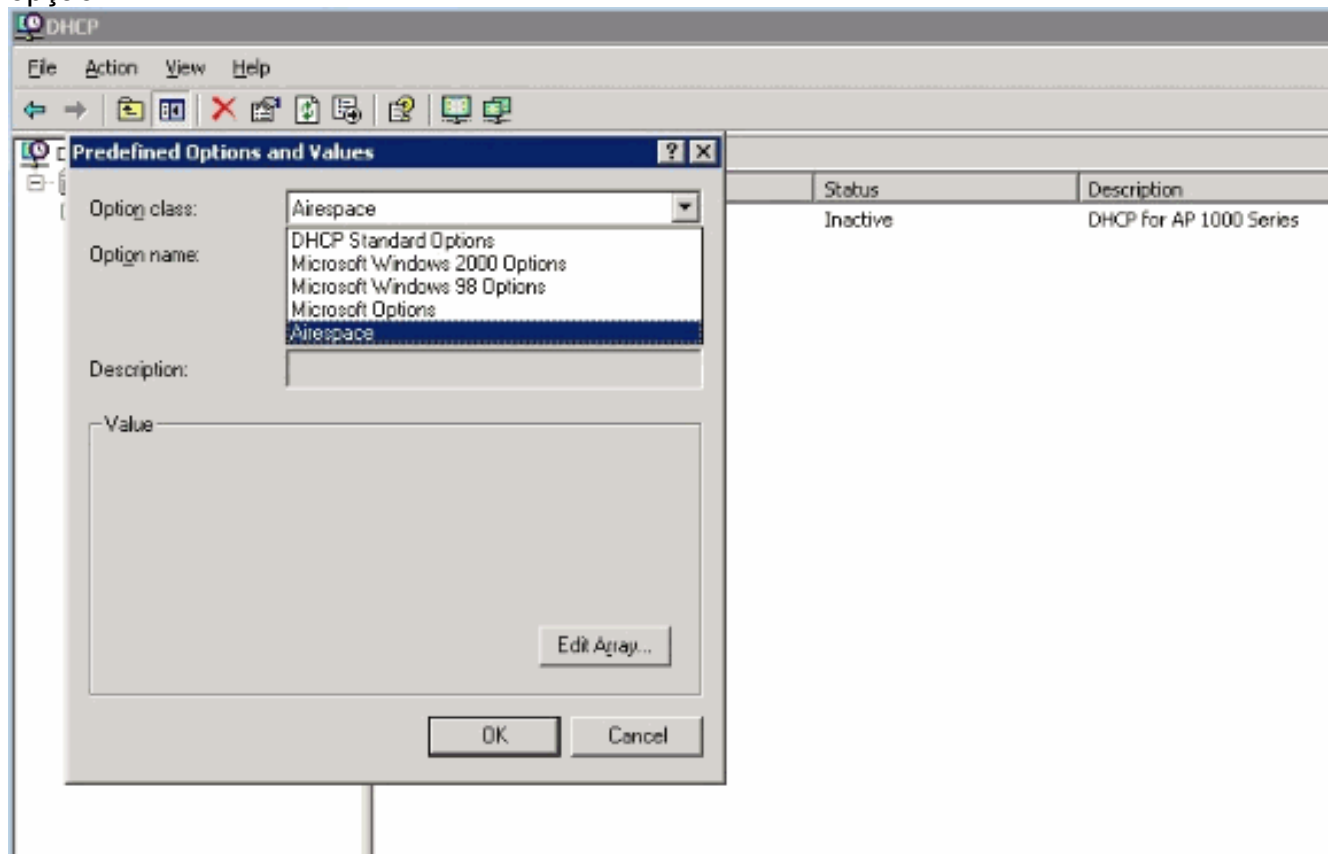 opção
DHCP
File Action View Help
Predefined Options and Values
Option class: Airespace
DHCP Standard Options
Option name:
Microsoft Windows 2000 Options
Microsoft Windows 98 Options
Microsoft Options
Airespace
Description:
Value
Edit Array...
OK Cancel
Status Description
Inactive DHCP for AP 1000 Series